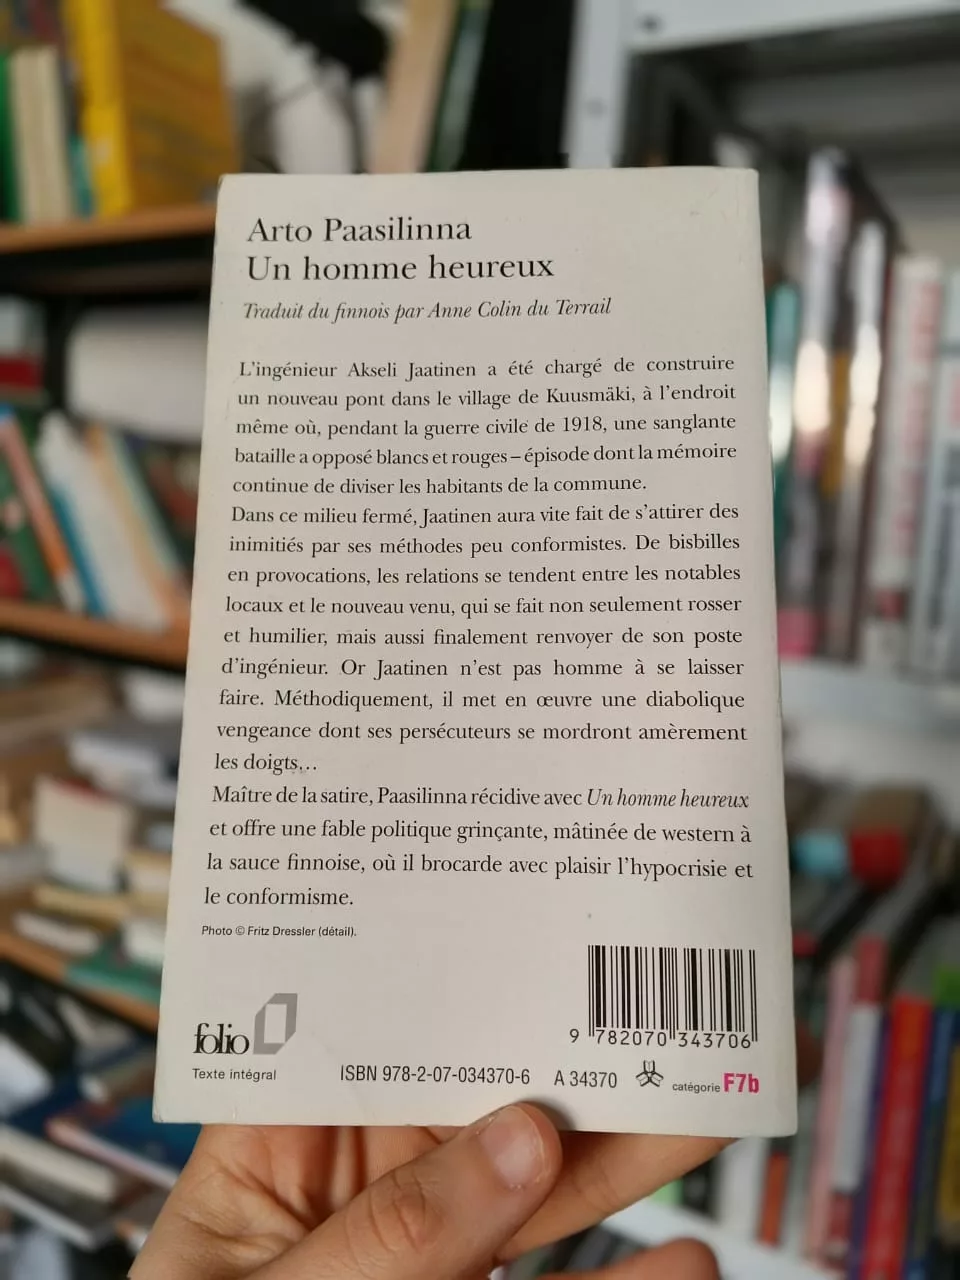 Arto Paasilinna
Un homme heureux
Traduit du finnois par Anne Colin du Terrail
L'ingénieur Akseli Jaatinen a été chargé de construire
un nouveau pont dans le village de Kuusmäki, à l'endroit
même où, pendant la guerre civile de 1918, une sanglante
bataille a opposé blancs et rouges – épisode dont la mémoire
continue de diviser les habitants de la commune.
Dans ce milieu fermé, Jaatinen aura vite fait de s'attirer des
inimitiés par ses méthodes peu conformistes. De bisbilles
en provocations, les relations se tendent entre les notables
locaux et le nouveau venu, qui se fait non seulement rosser
et humilier, mais aussi finalement renvoyer de son poste
d'ingénieur. Or Jaatinen n'est pas homme à se laisser
faire. Méthodiquement, il met en œuvre une diabolique
vengeance dont ses persécuteurs se mordront amèrement
les doigts...
Maître de la satire, Paasilinna récidive avec Un homme heureux
et offre une fable politique grinçante, mâtinée de western à
la sauce finnoise, où il brocarde avec plaisir l'hypocrisie et
le conformisme.
Photo © Fritz Dressler (détail).
9 782070 343706
folio
Texte intégral
ISBN 978-2-07-034370-6 A 34370 catégorie F7b